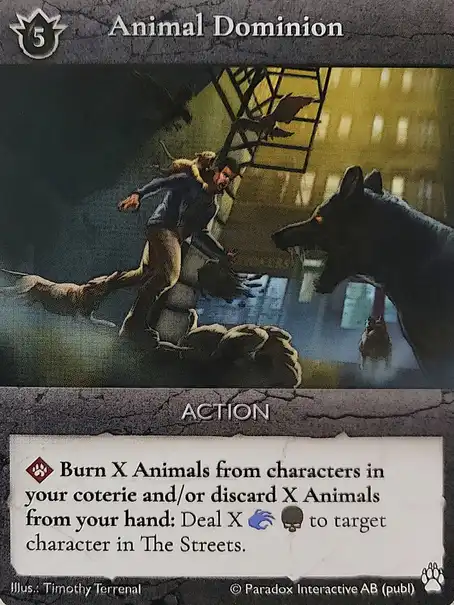 5
Animal Dominion
ACTION
Burn X Animals from characters in
your coterie and/or discard X Animals
from your hand: Deal X to target
character in The Streets.
Illus.: Timothy Terrenal
© Paradox Interactive AB (publ)